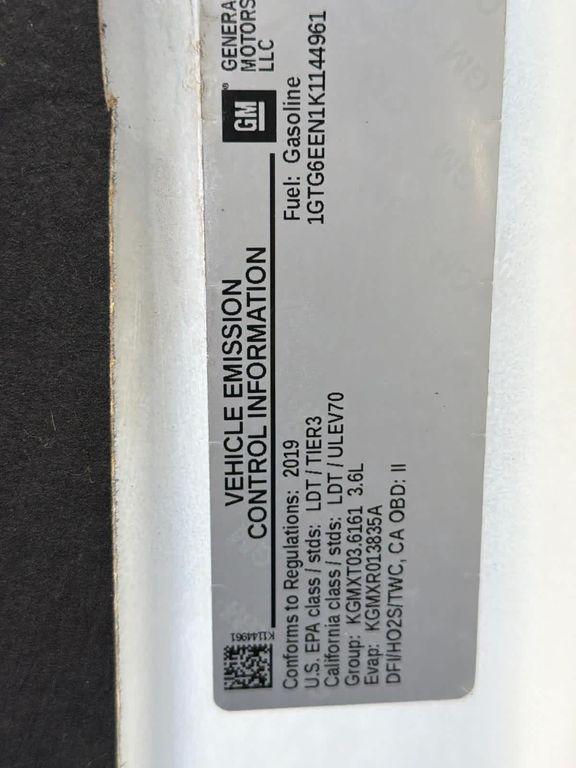 VEHICLE EMISSION
CONTROL INFORMATION
GM
GENERAL
MOTORS
LLC
K1144961
Conforms to Regulations: 2019
U.S. EPA class / stds: LDT / TIER3
California class / stds: LDT / ULEV70
Group: KGMXT03.6161 3.6L
Evap: KGMXR013835A
DFI/HO2S/TWC, CA OBD: II
Fuel: Gasoline
1GTG6EEN1K1144961